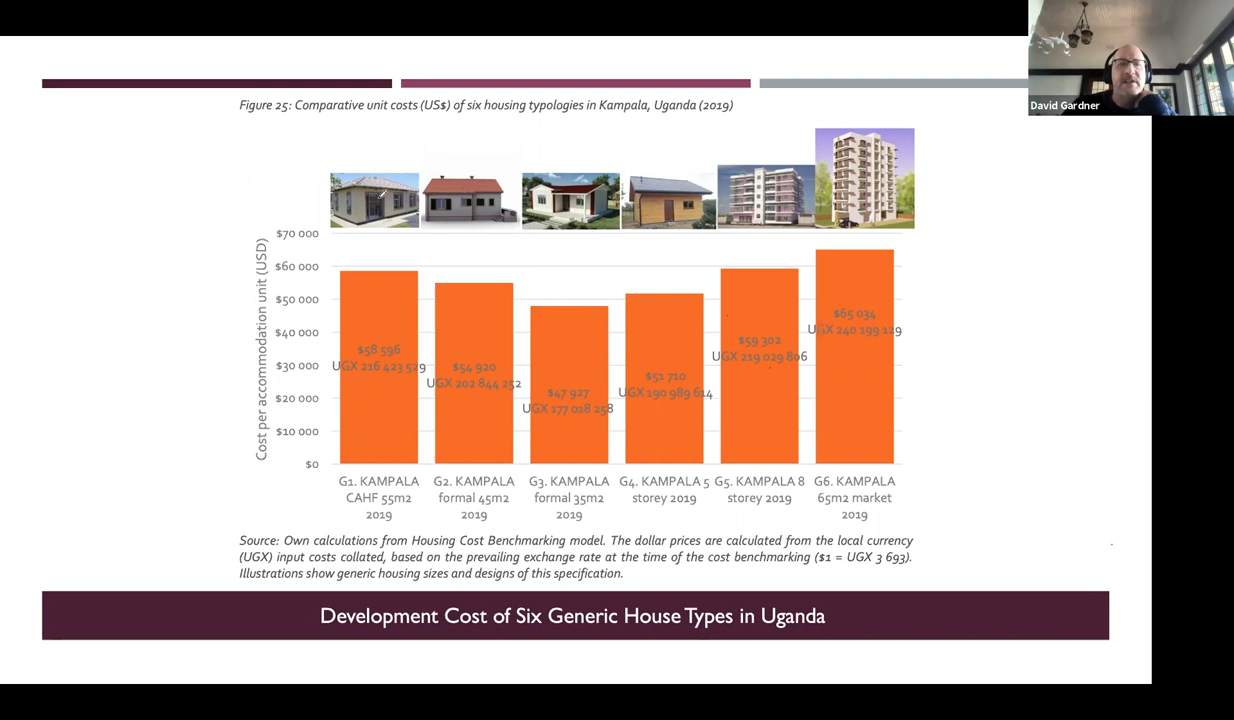 David Gardner
Figure 25: Comparative unit costs (US$) of six housing typologies in Kampala, Uganda (2019)
Cost per accommodation unit (USD)
$70 000
$60 000
$50 000
$40 000
$30 000
$20 000
$10 000
$0
$58 596
UGX 216 423 529
$54 920
UGX 202 844 252
$47 927
UGX 177 018 258
$51 710
UGX 190 989 614
$59 302
UGX 219 029 806
$65 034
UGX 240 199 129
G1. KAMPALA
CAHF 55m2
2019
G2. KAMPALA
formal 45m2
2019
G3. KAMPALA
formal 35m2
2019
G4. KAMPALA 5
storey 2019
G5. KAMPALA 8
storey 2019
G6. KAMPALA
65m2 market
2019
Source: Own calculations from Housing Cost Benchmarking model. The dollar prices are calculated from the local currency
(UGX) input costs collated, based on the prevailing exchange rate at the time of the cost benchmarking ($1 = UGX 3 693).
Illustrations show generic housing sizes and designs of this specification.
Development Cost of Six Generic House Types in Uganda